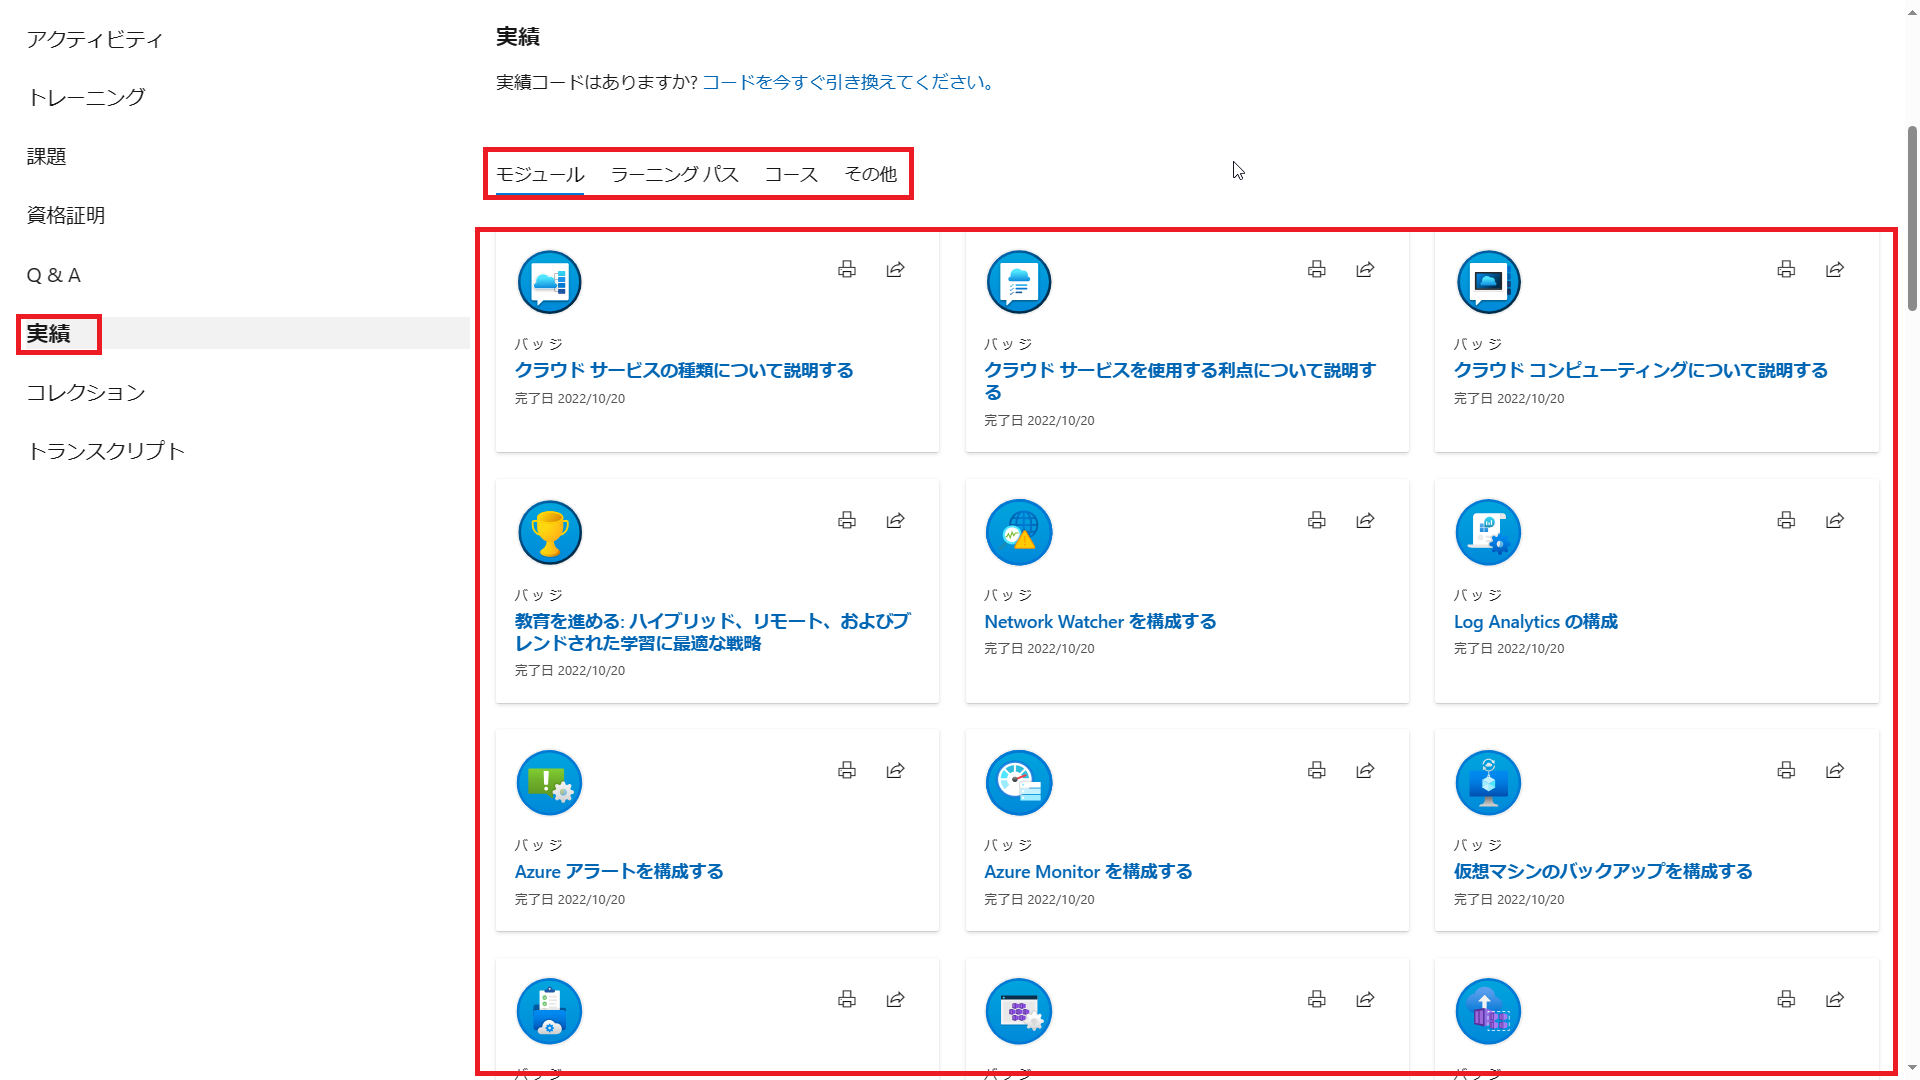 アクティビティ
トレーニング
課題
資格証明
Q & A
実績
コレクション
トランスクリプト
実績
実績コードはありますか? コードを今すぐ引き換えてください。
モジュール ラーニング パス コース その他
バッジ
クラウド サービスの種類について説明する
完了日 2022/10/20
バッジ
クラウド サービスを使用する利点について説明す
る
完了日 2022/10/20
バッジ
クラウド コンピューティングについて説明する
完了日 2022/10/20
バッジ
教育を進める: ハイブリッド、リモート、およびブ
レンドされた学習に最適な戦略
完了日 2022/10/20
バッジ
Network Watcher を構成する
完了日 2022/10/20
バッジ
Log Analytics の構成
完了日 2022/10/20
バッジ
Azure アラートを構成する
完了日 2022/10/20
バッジ
Azure Monitor を構成する
完了日 2022/10/20
バッジ
仮想マシンのバックアップを構成する
完了日 2022/10/20
バッジ
バッジ
バッジ